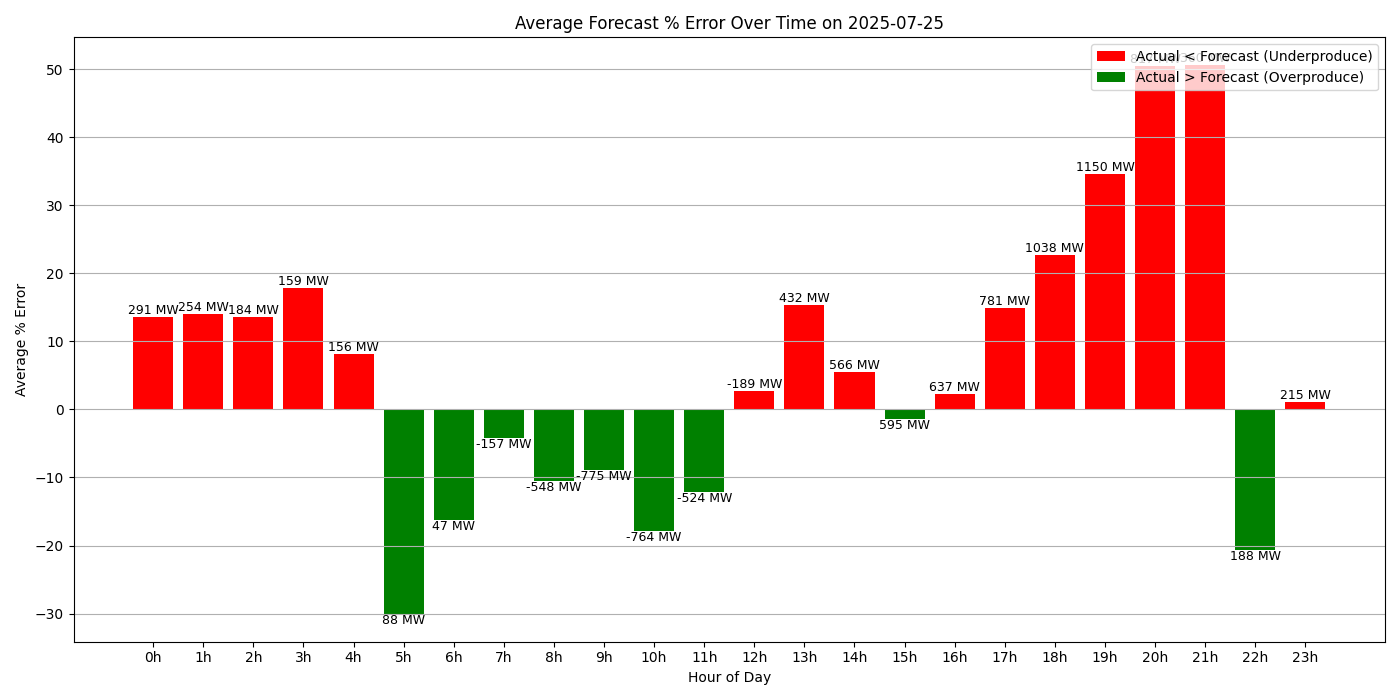 Average Forecast % Error Over Time on 2025-07-25
Actual < Forecast (Underproduce)
Actual > Forecast (Overproduce)
Average % Error
50
40
30
20
10
0
−10
−20
−30
291 MW
254 MW
184 MW
159 MW
156 MW
88 MW
47 MW
-157 MW
-548 MW
-775 MW
-764 MW
-524 MW
-189 MW
432 MW
566 MW
595 MW
637 MW
781 MW
1038 MW
1150 MW
188 MW
215 MW
0h 1h 2h 3h 4h 5h 6h 7h 8h 9h 10h 11h 12h 13h 14h 15h 16h 17h 18h 19h 20h 21h 22h 23h
Hour of Day